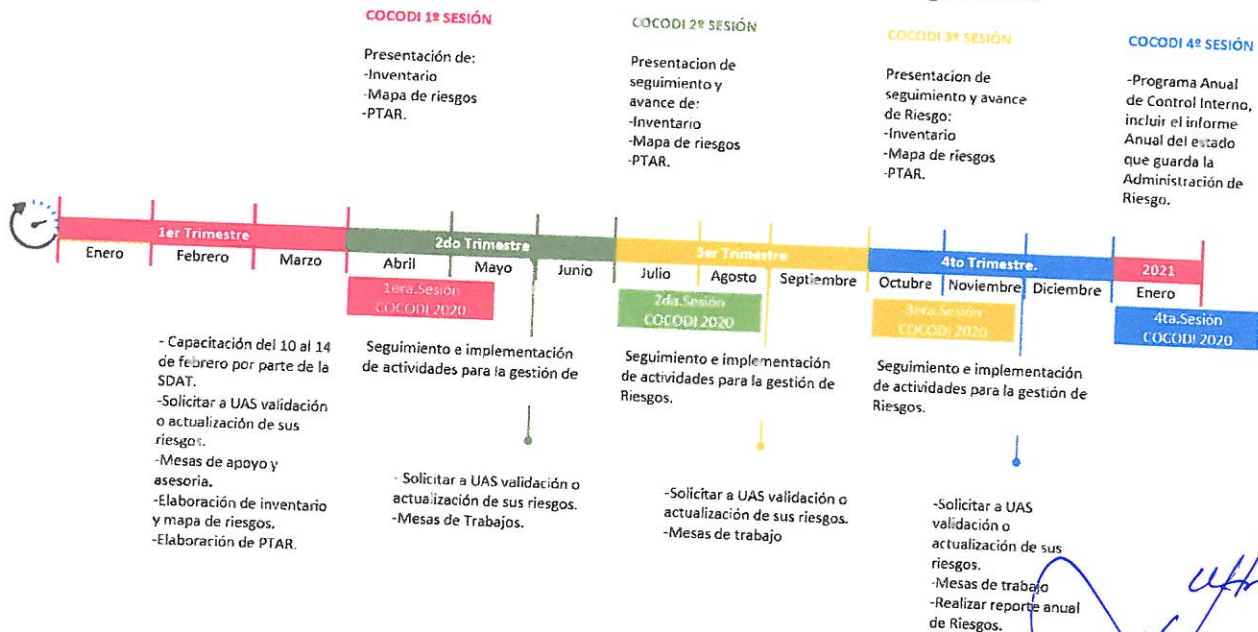 COCODI 1º SESIÓN
Presentación de:
-Inventario
-Mapa de riesgos
-PTAR.
COCODI 2º SESIÓN
Presentacion de
seguimiento y
avance de:
-Inventario
-Mapa de riesgos
-PTAR.
COCODI 3º SESIÓN
Presentacion de
seguimiento y avance
de Riesgo:
-Inventario
-Mapa de riesgos
-PTAR.
COCODI 4º SESIÓN
-Programa Anual
de Control Interno,
incluir el informe
Anual del estado
que guarda la
Administración de
Riesgo.
1er Trimestre
2do Trimestre
3er Trimestre
4to Trimestre.
2021
Enero
Febrero
Marzo
Abril
Mayo
Junio
Julio
Agosto
Septiembre
Octubre
Noviembre
Diciembre
Enero
1era.Sesión
COCODI 2020
2da.Sesión
COCODI 2020
3era.Sesión
COCODI 2020
4ta.Sesión
COCODI 2020
- Capacitación del 10 al 14
de febrero por parte de la
SDAT.
-Solicitar a UAS validación
o actualización de sus
riesgos.
-Mesas de apoyo y
asesoria.
-Elaboración de inventario
y mapa de riesgos.
-Elaboración de PTAR.
Seguimiento e implementación
de actividades para la gestión de
- Solicitar a UAS validación o
actualización de sus riesgos.
-Mesas de Trabajos.
Seguimiento e implementación
de actividades para la gestión de
Riesgos.
-Solicitar a UAS validación o
actualización de sus riesgos.
-Mesas de trabajo
Seguimiento e implementación
de actividades para la gestión de
Riesgos.
-Solicitar a UAS
validación o
actualización de sus
riesgos.
-Mesas de trabajo
-Realizar reporte anual
de Riesgos.